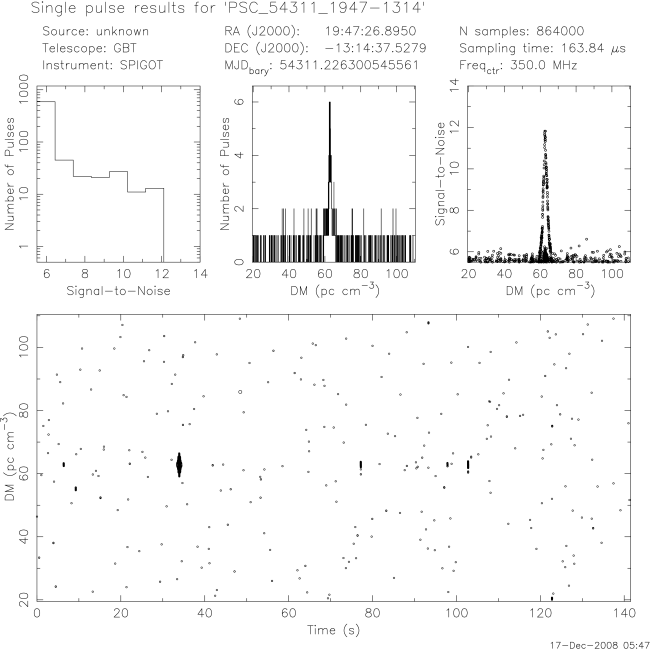 Single pulse results for 'PSC_54311_1947-1314'
Source: unknown
Telescope: GBT
Instrument: SPIGOT
RA (J2000): 19:47:26.8950
DEC (J2000): -13:14:37.5279
MJD_bary: 54311.226300545561
N samples: 864000
Sampling time: 163.84 μs
Freq_ctr: 350.0 MHz
Number of Pulses
1 10 100 1000
6 8 10 12 14
Signal-to-Noise
Number of Pulses
0 2 4 6
20 40 60 80 100
DM (pc cm⁻³)
Signal-to-Noise
6 8 10 12 14
20 40 60 80 100
DM (pc cm⁻³)
DM (pc cm⁻³)
20 40 60 80 100
0 20 40 60 80 100 120 140
Time (s)
17-Dec-2008 05:47